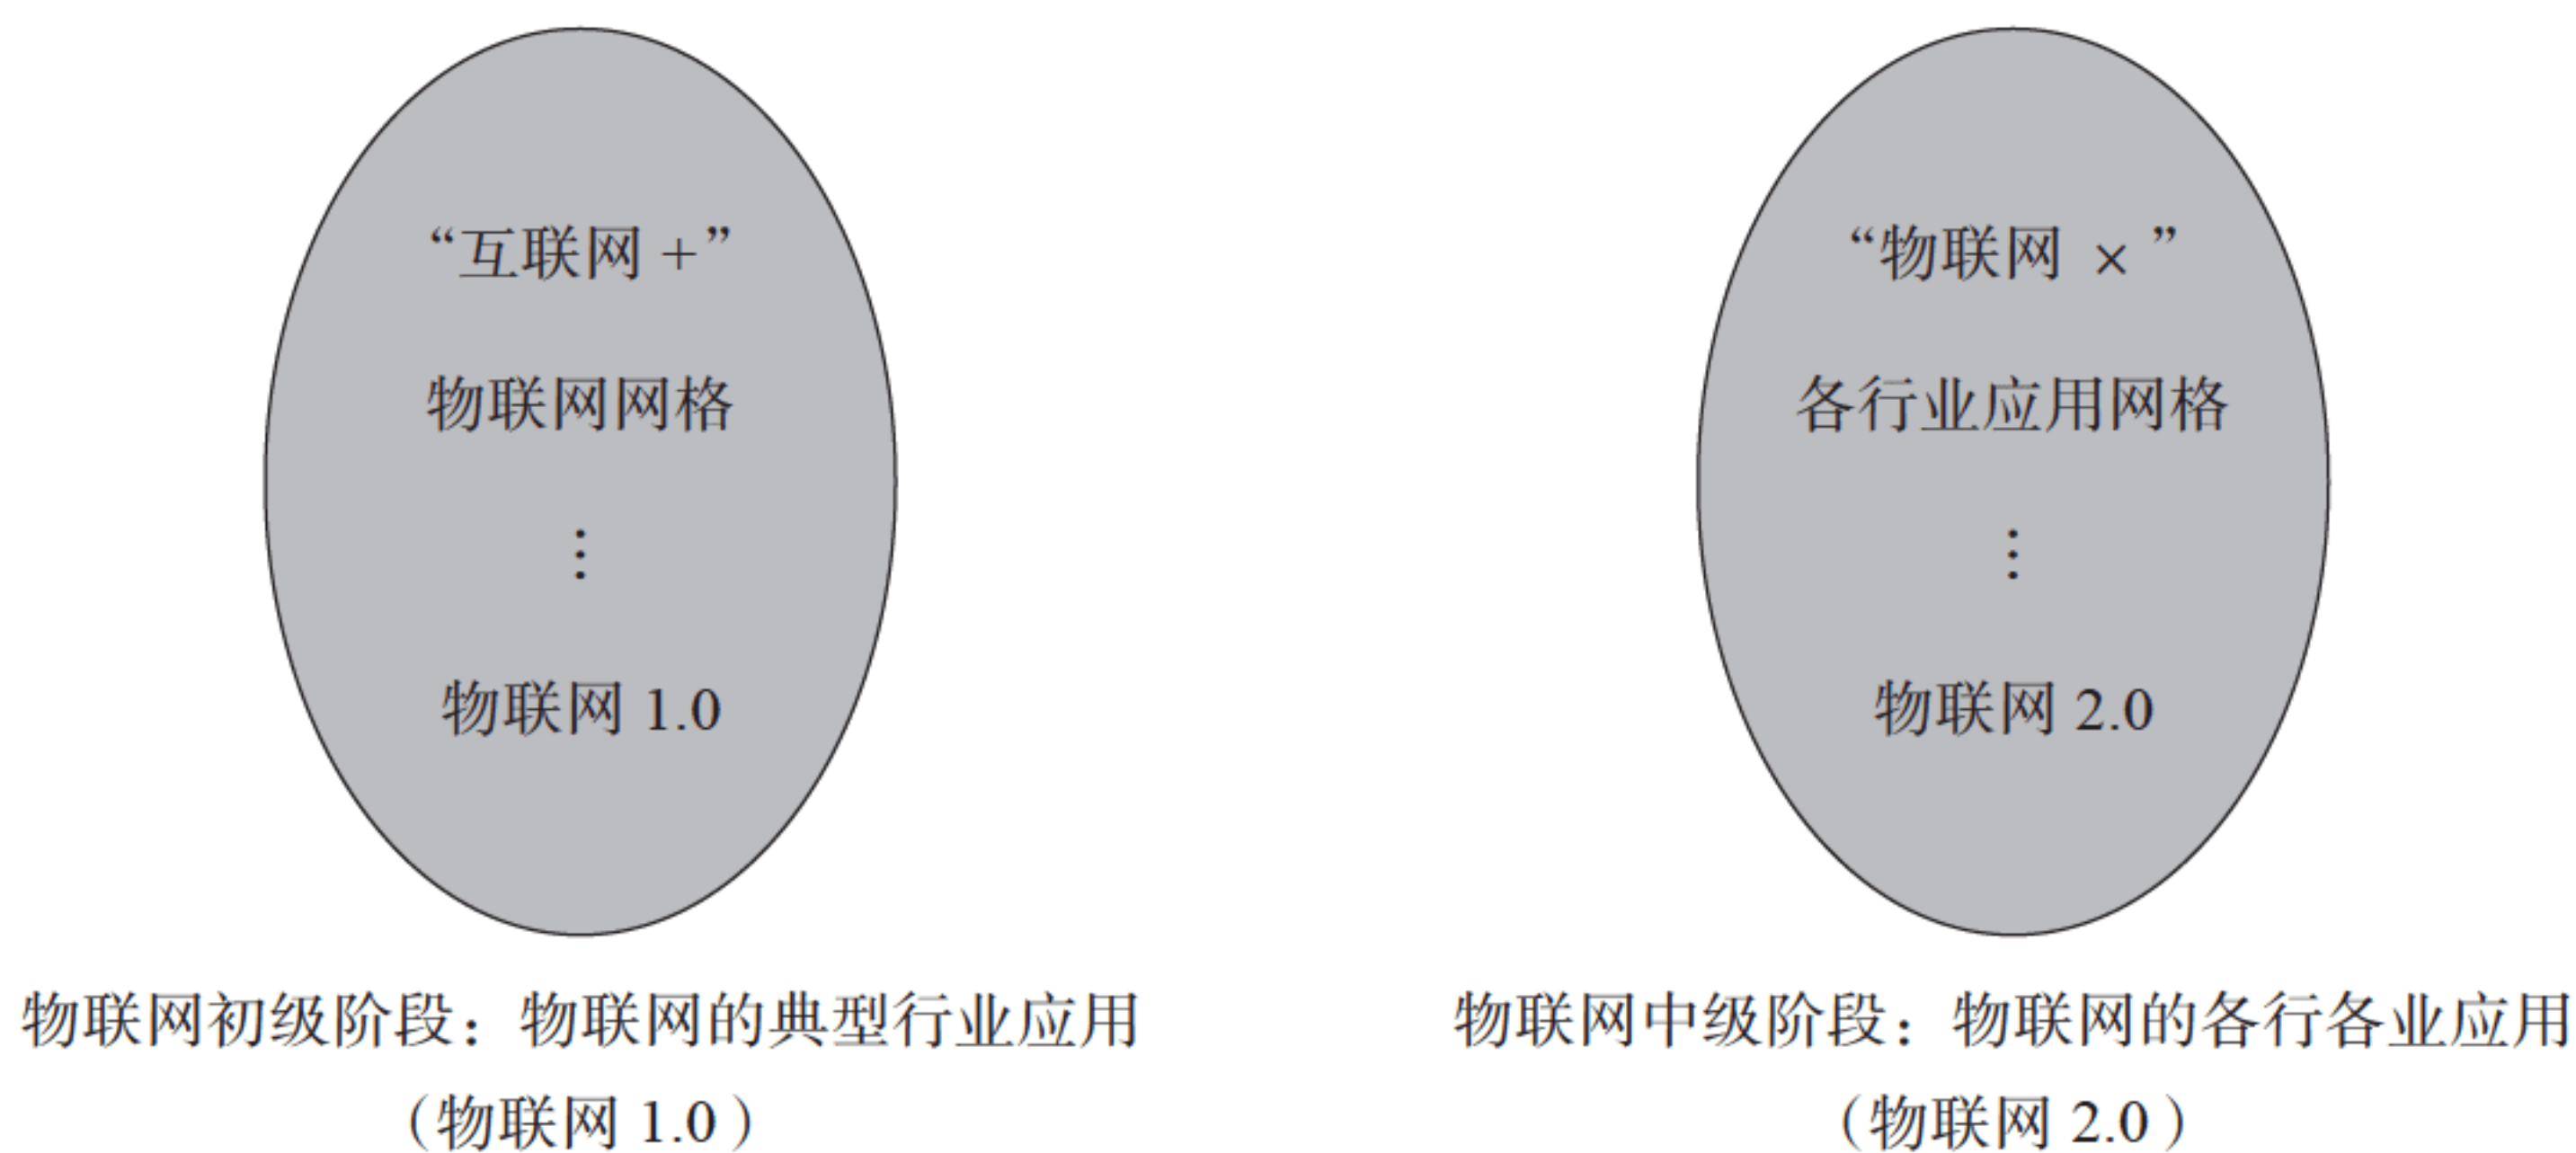 “互联网 +”
物联网网格
⋮
物联网 1.0
物联网初级阶段：物联网的典型行业应用
（物联网 1.0 ）
“物联网 × ”
各行业应用网格
⋮
物联网 2.0
物联网中级阶段：物联网的各行各业应用
（物联网 2.0 ）